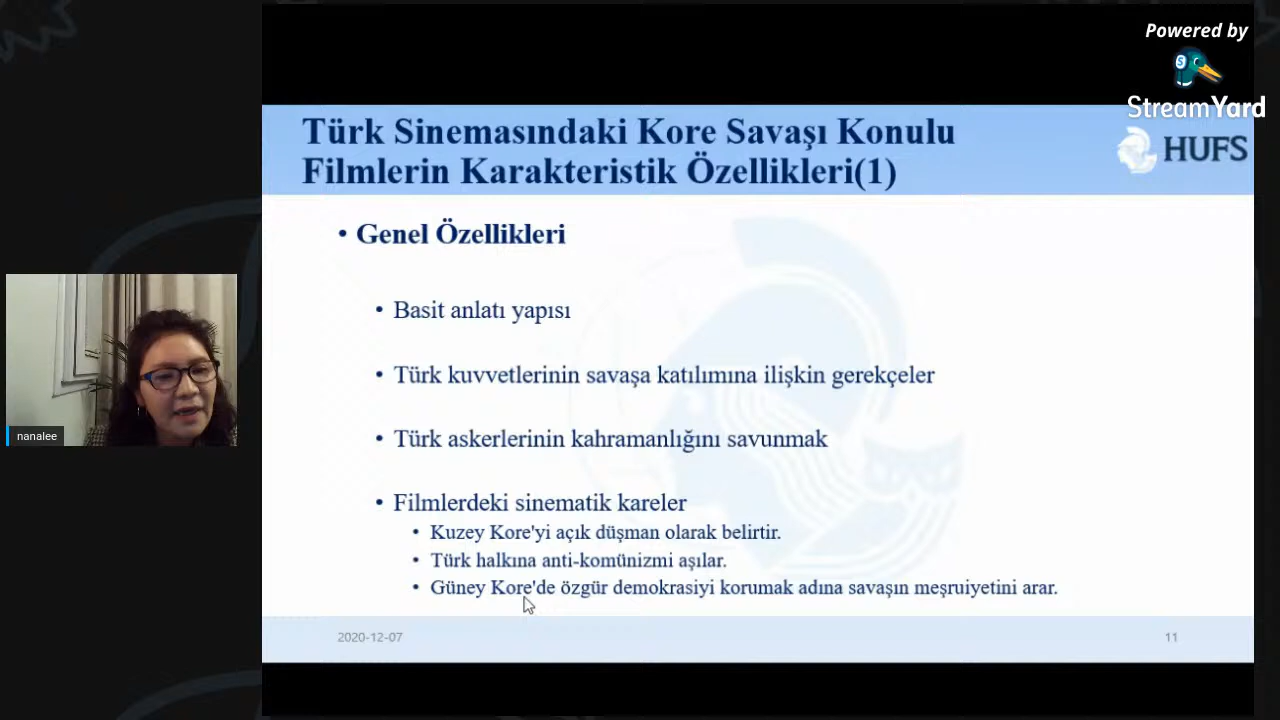 Powered by
StreamYard
Türk Sinemasındaki Kore Savaşı Konulu
Filmlerin Karakteristik Özellikleri(1)
HUFS
• Genel Özellikleri
• Basit anlatı yapısı
• Türk kuvvetlerinin savaşa katılımına ilişkin gerekçeler
• Türk askerlerinin kahramanlığını savunmak
• Filmlerdeki sinematik kareler
• Kuzey Kore'yi açık düşman olarak belirtir.
• Türk halkına anti-komünizmi aşılar.
• Güney Kore'de özgür demokrasiyi korumak adına savaşın meşruiyetini arar.
nanalee
2020-12-07
11